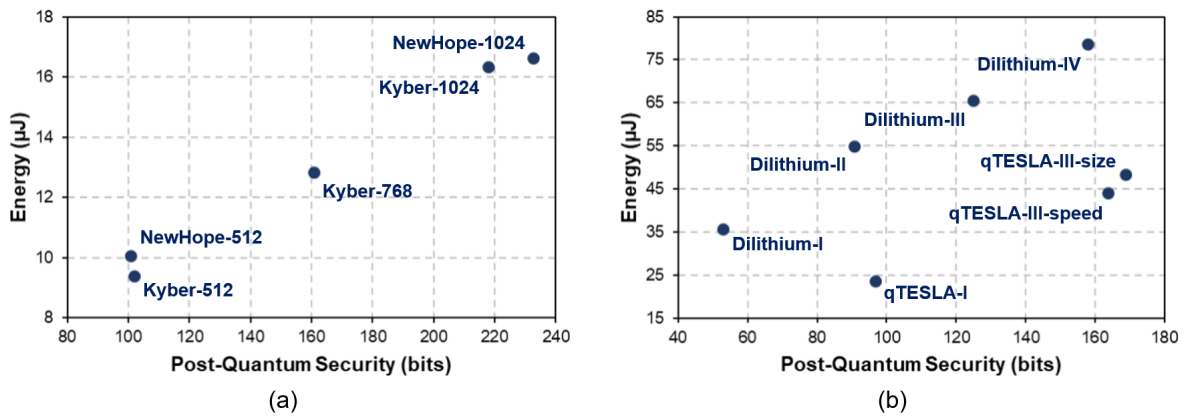 18
16
14
12
10
8
Energy (µJ)
NewHope-1024
Kyber-1024
Kyber-768
NewHope-512
Kyber-512
80 100 120 140 160 180 200 220 240
Post-Quantum Security (bits)
(a)
85
75
65
55
45
35
25
15
Energy (µJ)
Dilithium-IV
Dilithium-III
Dilithium-II
qTESLA-III-size
qTESLA-III-speed
Dilithium-I
qTESLA-I
40 60 80 100 120 140 160 180
Post-Quantum Security (bits)
(b)